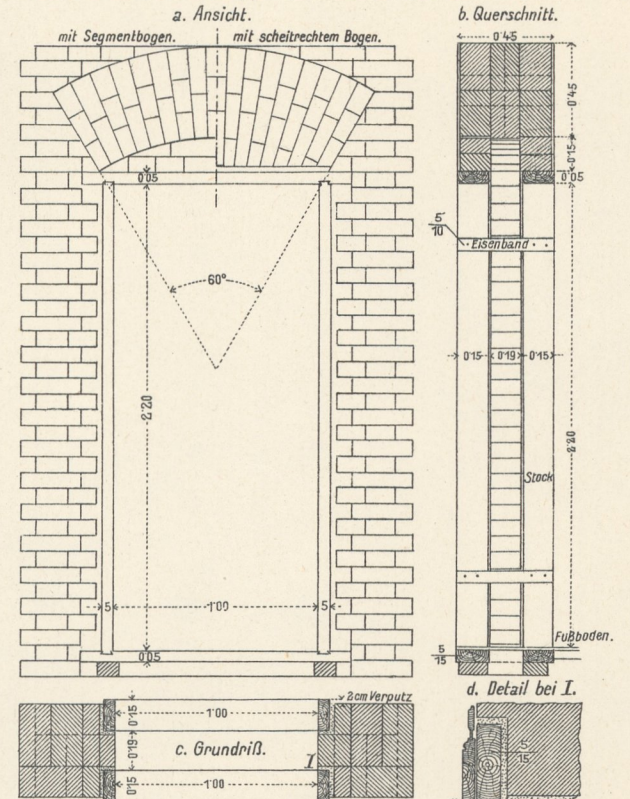 a. Ansicht.
mit Segmentbogen. mit scheitrechtem Bogen.
0'05
60°
2'20
5 1'00 5
0'05
b. Querschnitt.
0'45
0'45
0'15
0'05
5/10
Eisenband
0'15 0'19 0'15
2'20
Stock
Fußboden.
5/15
2cm Verputz
0'15
1'00
0'19
c. Grundriß.
I
0'15
1'00
d. Detail bei I.
5/15